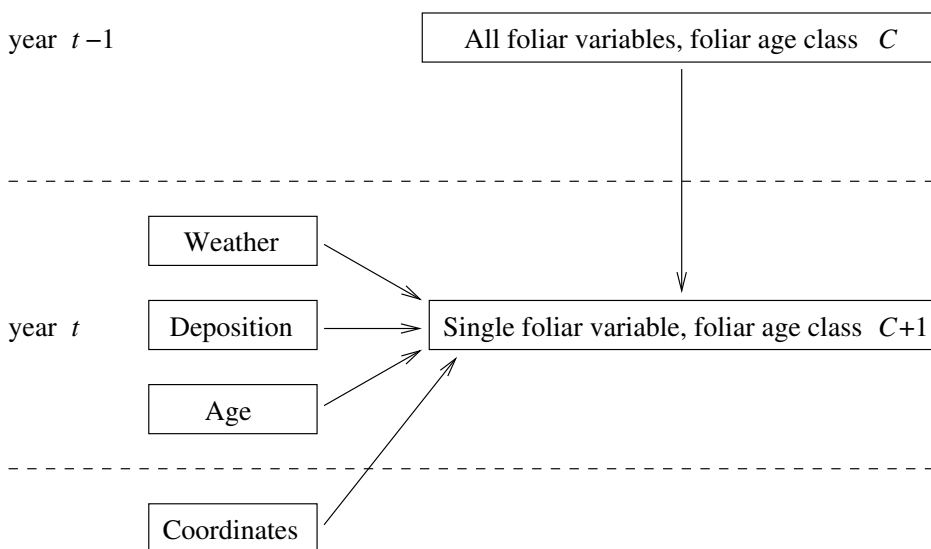 year t−1
All foliar variables, foliar age class C
Weather
year t
Deposition
Single foliar variable, foliar age class C+1
Age
Coordinates